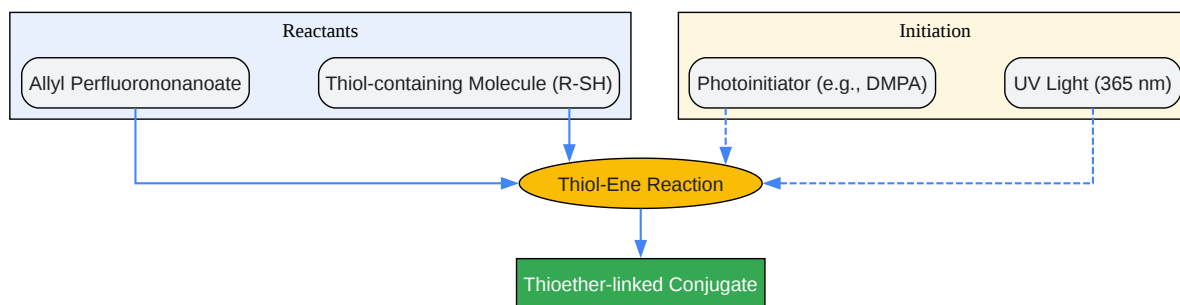 Reactants
Initiation
Allyl Perfluorononanoate
Thiol-containing Molecule (R-SH)
Photoinitiator (e.g., DMPA)
UV Light (365 nm)
Thiol-Ene Reaction
Thioether-linked Conjugate